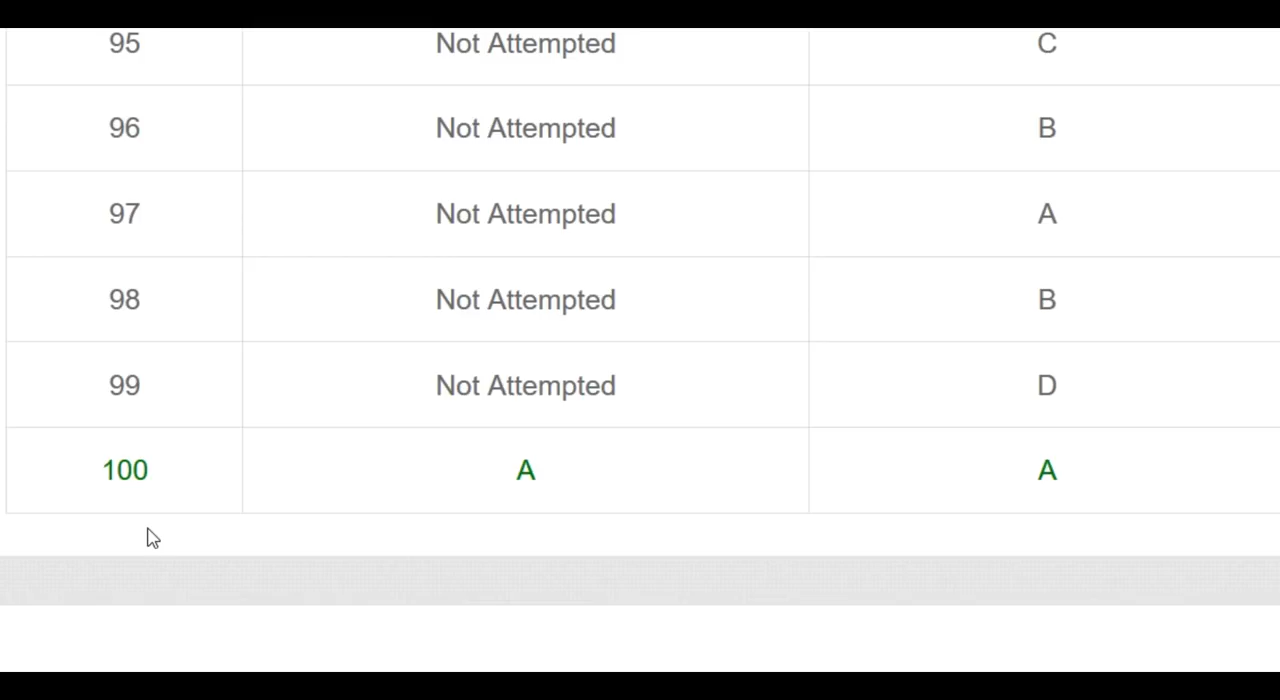 95 Not Attempted C
96 Not Attempted B
97 Not Attempted A
98 Not Attempted B
99 Not Attempted D
100 A A